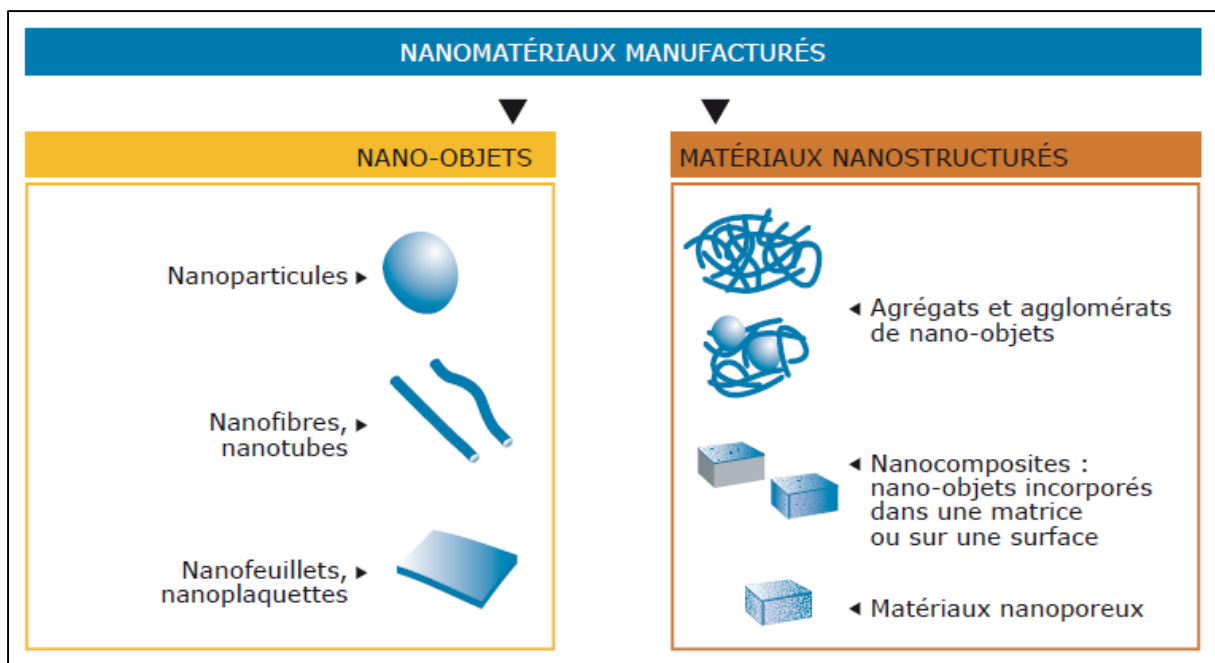 NANOMATÉRIAUX MANUFACTURÉS
NANO-OBJETS
Nanoparticules
Nanofibres,
nanotubes
Nanofeuillets,
nanoplaquettes
MATÉRIAUX NANOSTRUCTURÉS
Agrégats et agglomérats
de nano-objets
Nanocomposites :
nano-objets incorporés
dans une matrice
ou sur une surface
Matériaux nanoporeux